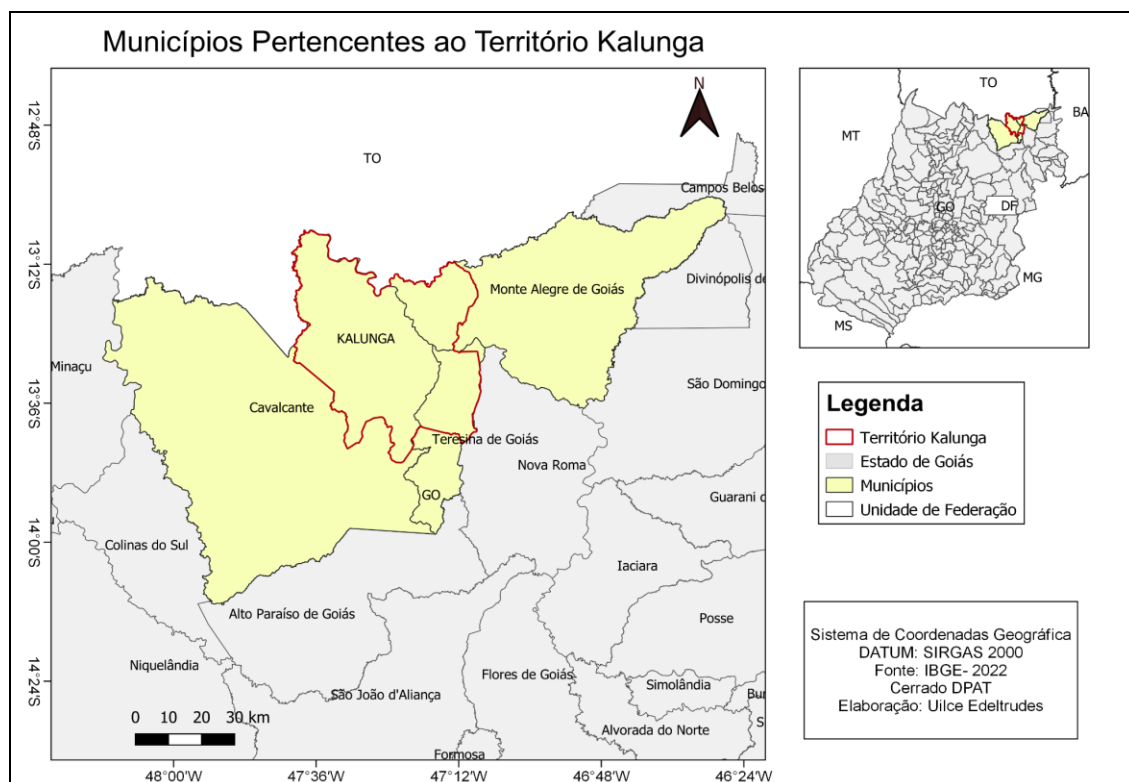 Municípios Pertencentes ao Território Kalunga
N
12°48'S
13°12'S
13°36'S
14°00'S
14°24'S
TO
Campos Belos
Divinópolis de
Monte Alegre de Goiás
KALUNGA
Minaçu
Cavalcante
São Domingo
Teresina de Goiás
Nova Roma
GO
Guarani d
Colinas do Sul
Iaciara
Alto Paraíso de Goiás
Posse
Niquelândia
Flores de Goiás
São João d'Aliança
Simolândia
Bu
Alvorada do Norte
S
Formosa
0 10 20 30 km
48°00'W 47°36'W 47°12'W 46°48'W 46°24'W
TO
BA
MT
GO
DF
MG
MS
Legenda
Território Kalunga
Estado de Goiás
Municípios
Unidade de Federação
Sistema de Coordenadas Geográfica
DATUM: SIRGAS 2000
Fonte: IBGE- 2022
Cerrado DPAT
Elaboração: Uilce Edeltrudes